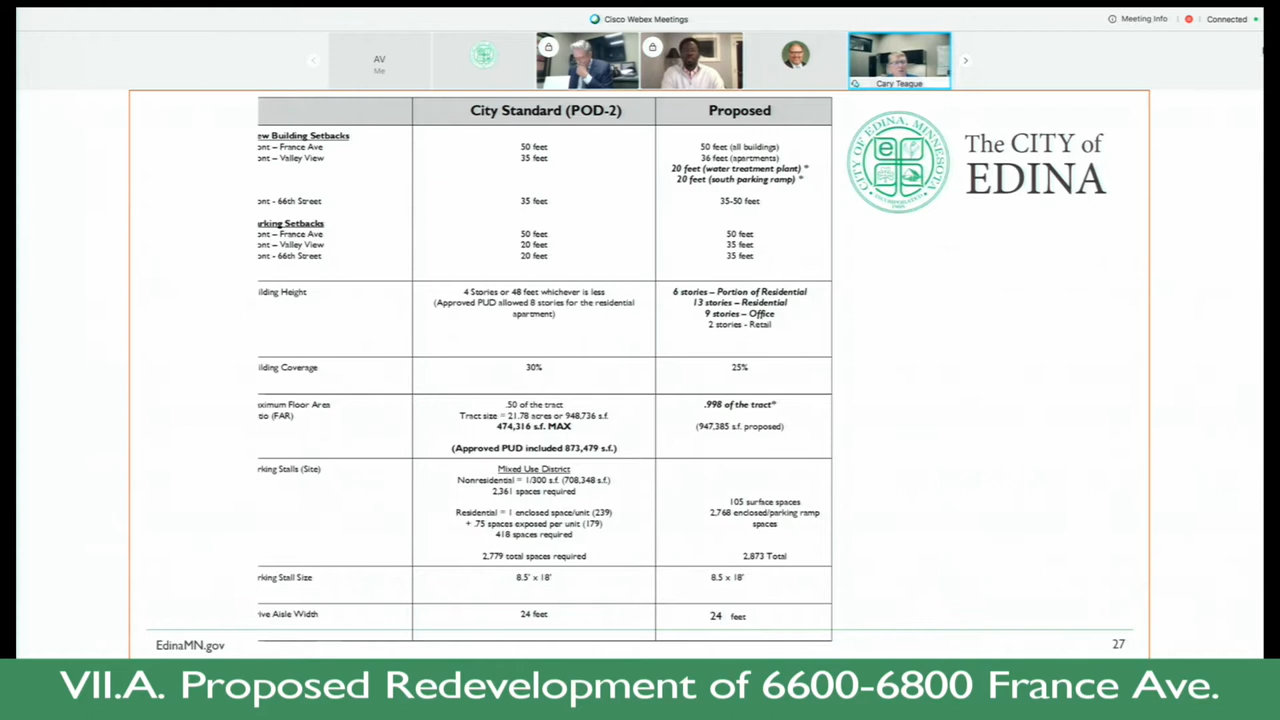 Cisco Webex Meetings
Meeting Info
Connected
AV
Me
Cary Teague
City Standard (POD-2)
Proposed
ew Building Setbacks
ont – France Ave
50 feet
50 feet (all buildings)
ont – Valley View
35 feet
36 feet (apartments)
20 feet (water treatment plant) *
20 feet (south parking ramp) *
ont - 66th Street
35 feet
35-50 feet
rking Setbacks
ont – France Ave
50 feet
50 feet
ont – Valley View
20 feet
35 feet
ont - 66th Street
20 feet
35 feet
ilding Height
4 Stories or 48 feet whichever is less
(Approved PUD allowed 8 stories for the residential
apartment)
6 stories – Portion of Residential
13 stories – Residential
9 stories – Office
2 stories - Retail
ilding Coverage
30%
25%
aximum Floor Area
tio (FAR)
.50 of the tract
Tract size = 21.78 acres or 948,736 s.f.
474,316 s.f. MAX
(Approved PUD included 873,479 s.f.)
.998 of the tract*
(947,385 s.f. proposed)
rking Stalls (Site)
Mixed Use District
Nonresidential = 1/300 s.f. (708,348 s.f.)
2,361 spaces required
Residential = 1 enclosed space/unit (239)
+ .75 spaces exposed per unit (179)
418 spaces required
2,779 total spaces required
105 surface spaces
2,768 enclosed/parking ramp
spaces
2,873 Total
rking Stall Size
8.5' x 18'
8.5 x 18'
rive Aisle Width
24 feet
24 feet
The CITY of
EDINA
CITY OF EDINA, MINNESOTA
INCORPORATED
1888
e
EdinaMN.gov
27
VII.A. Proposed Redevelopment of 6600-6800 France Ave.